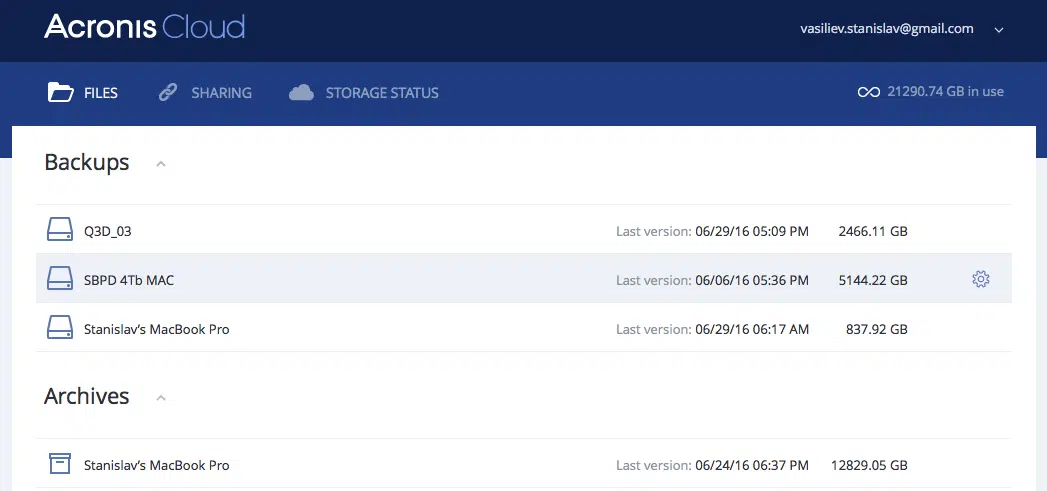 Acronis Cloud
vasiliev.stanislav@gmail.com
FILES SHARING STORAGE STATUS 21290.74 GB in use
Backups
Q3D_03 Last version: 06/29/16 05:09 PM 2466.11 GB
SBPD 4Tb MAC Last version: 06/06/16 05:36 PM 5144.22 GB
Stanislav’s MacBook Pro Last version: 06/29/16 06:17 AM 837.92 GB
Archives
Stanislav’s MacBook Pro Last version: 06/24/16 06:37 PM 12829.05 GB